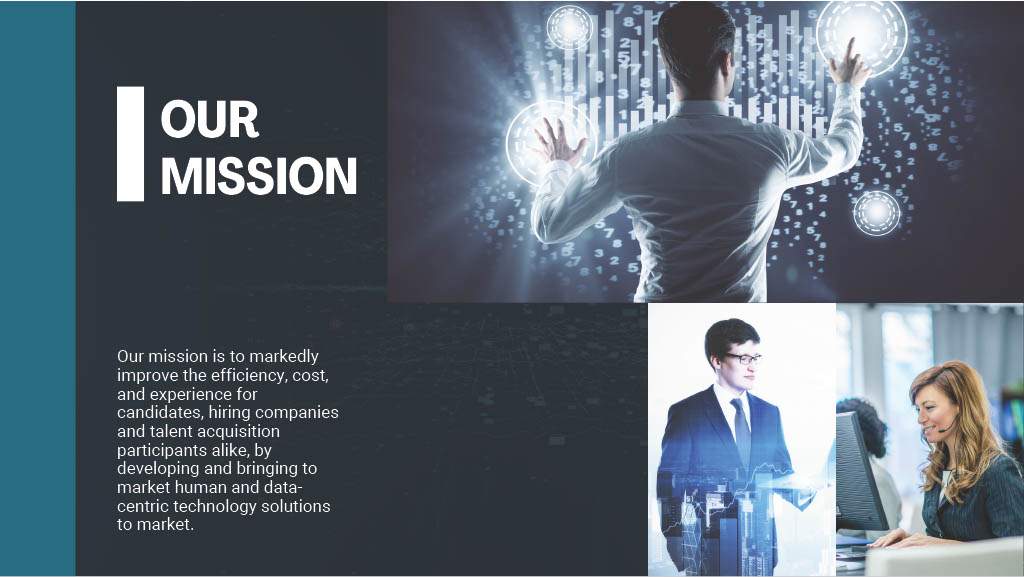 OUR
MISSION
Our mission is to markedly
improve the efficiency, cost,
and experience for
candidates, hiring companies
and talent acquisition
participants alike, by
developing and bringing to
market human and data-
centric technology solutions
to market.